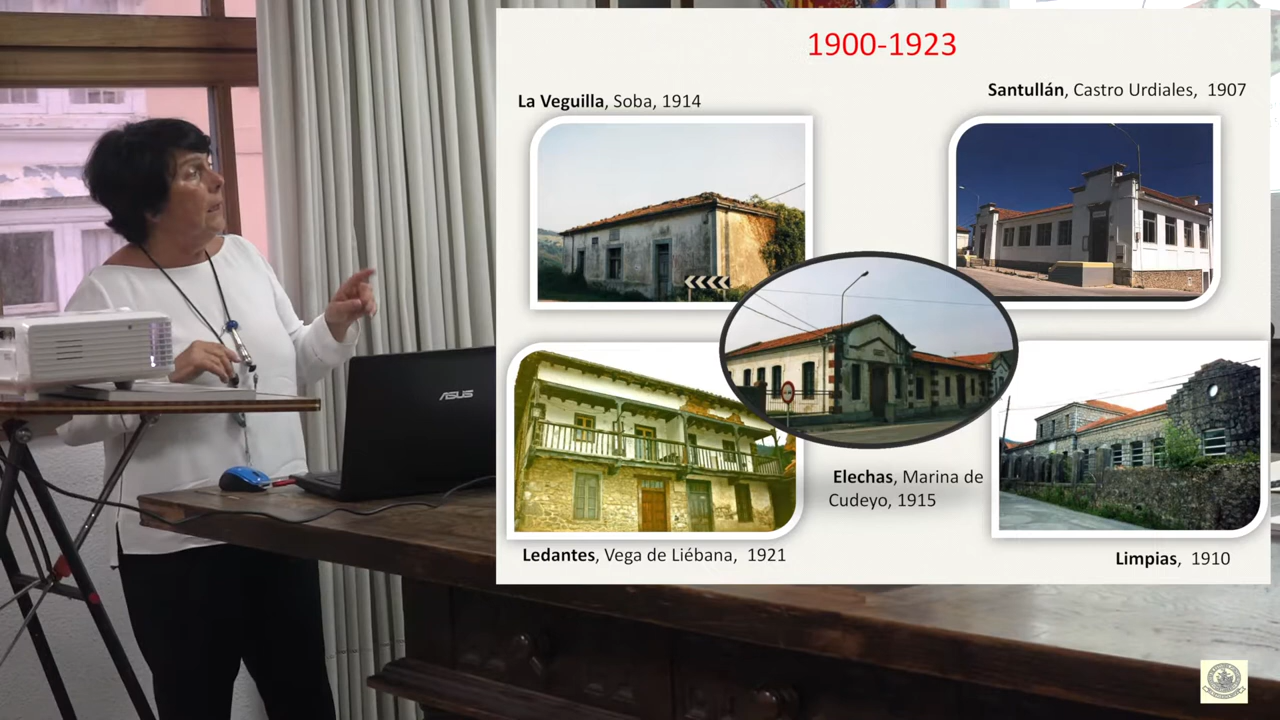 1900-1923
La Veguilla, Soba, 1914
Santullán, Castro Urdiales, 1907
Elechas, Marina de
Cudeyo, 1915
Ledantes, Vega de Liébana, 1921
Limpias, 1910
ASUS